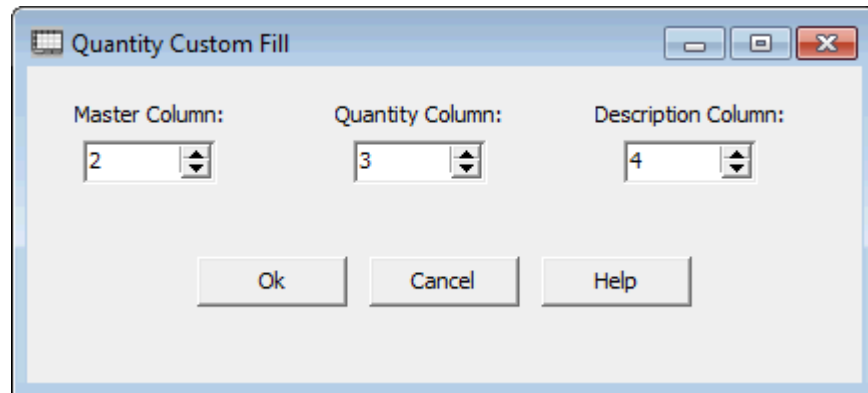 Quantity Custom Fill
Master Column: Quantity Column: Description Column:
2 3 4
Ok Cancel Help